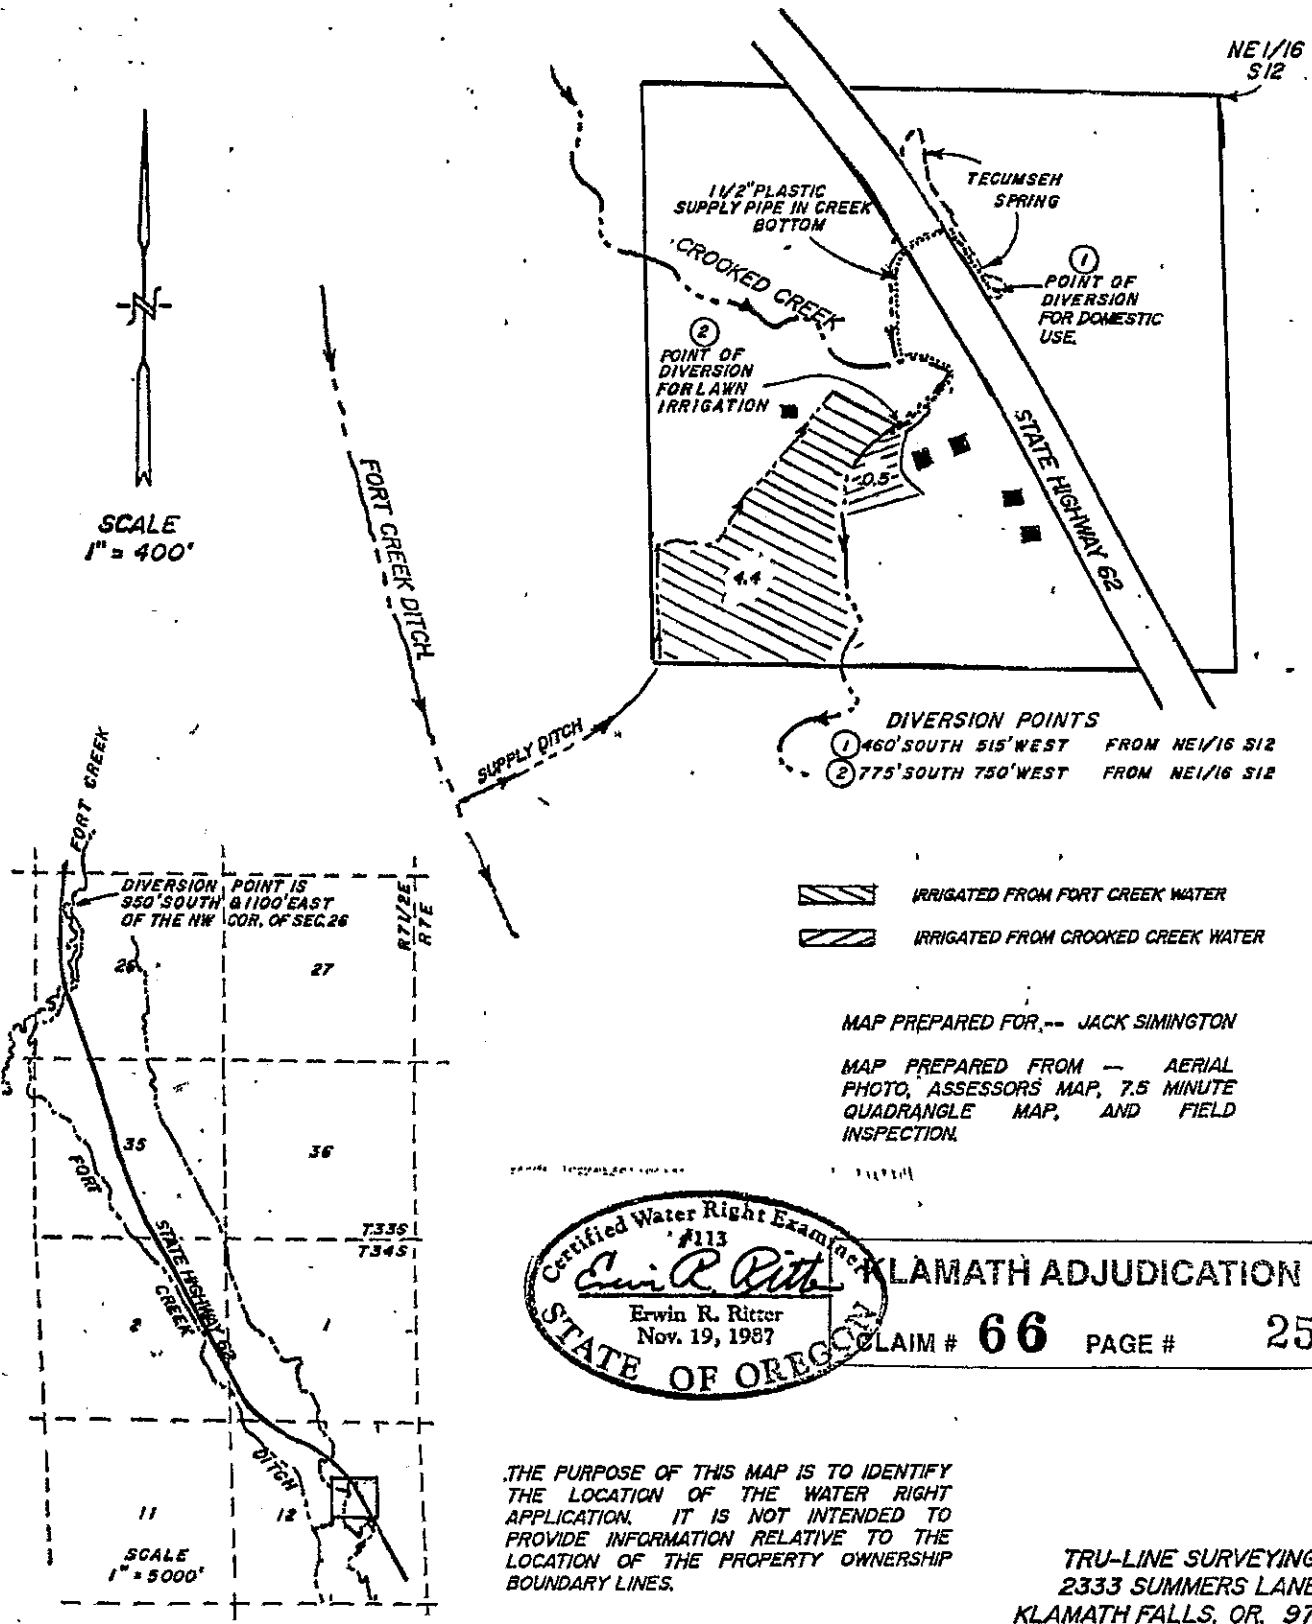 NE 1/16
S12
TECUMSEH
SPRING
1 1/2" PLASTIC
SUPPLY PIPE IN CREEK
BOTTOM
CROOKED CREEK
1
POINT OF
DIVERSION
FOR DOMESTIC
USE.
2
POINT OF
DIVERSION
FOR LAWN
IRRIGATION
SCALE
1" = 400'
FORT CREEK DITCH
STATE HIGHWAY 62
0.5
4.4
SUPPLY DITCH
DIVERSION POINTS
1 460' SOUTH 515' WEST FROM NE1/16 S12
2 775' SOUTH 750' WEST FROM NE1/16 S12
FORT CREEK
DIVERSION POINT IS
950' SOUTH & 1100' EAST
OF THE NW COR. OF SEC.26
R7 1/2E
R7E
26
27
IRRIGATED FROM FORT CREEK WATER
IRRIGATED FROM CROOKED CREEK WATER
MAP PREPARED FOR -- JACK SIMINGTON
MAP PREPARED FROM -- AERIAL
PHOTO, ASSESSORS MAP, 7.5 MINUTE
QUADRANGLE MAP, AND FIELD
INSPECTION.
35
36
FORT
CREEK
DITCH
STATE HIGHWAY 62
T33S
T34S
2
1
11
12
SCALE
1" = 5000'
Certified Water Right Examiner
#113
Erwin R. Ritter
Erwin R. Ritter
Nov. 19, 1987
STATE OF OREGON
KLAMATH ADJUDICATION
CLAIM # 66 PAGE # 25
THE PURPOSE OF THIS MAP IS TO IDENTIFY
THE LOCATION OF THE WATER RIGHT
APPLICATION. IT IS NOT INTENDED TO
PROVIDE INFORMATION RELATIVE TO THE
LOCATION OF THE PROPERTY OWNERSHIP
BOUNDARY LINES.
TRU-LINE SURVEYING
2333 SUMMERS LANE
KLAMATH FALLS, OR. 97